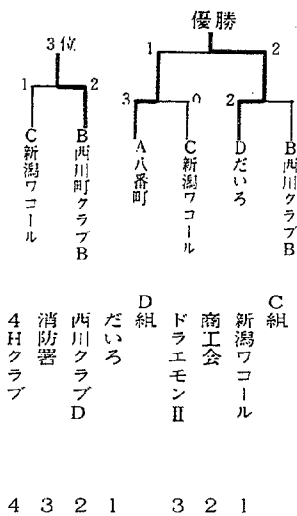 優勝
1 2
3 0 2
B西川クラブB
Dだいろ
C新潟ワコール
A八番町
3位
1 2
B西川町クラブB
C新潟ワコール
C組
新潟ワコール 1
商工会 2
ドラエモンⅡ 3
D組
だいろ 1
西川クラブD 2
消防署 3
4Hクラブ 4